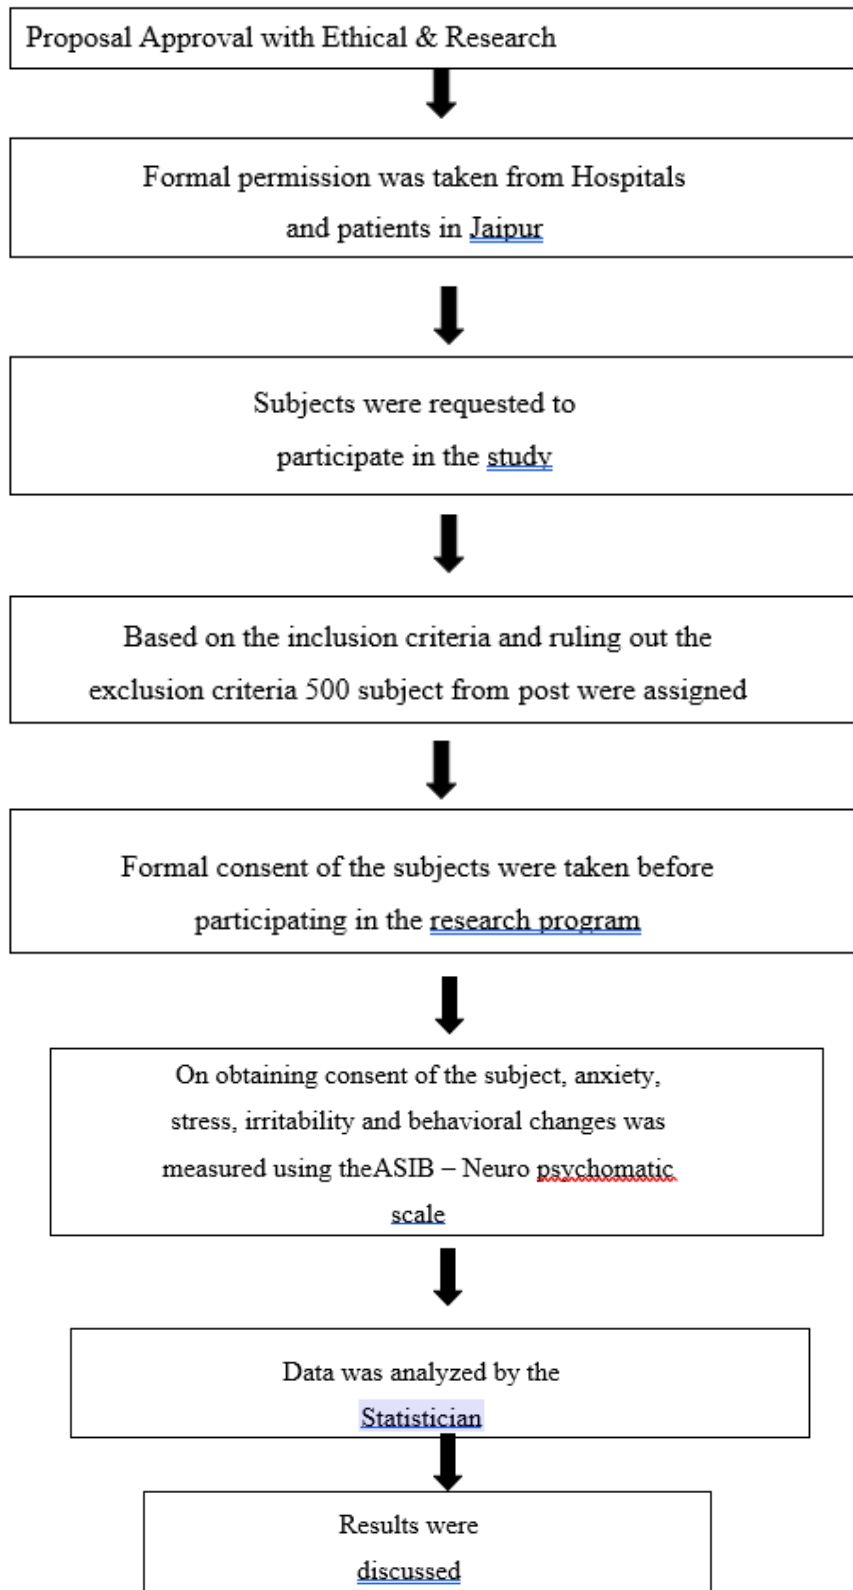 Proposal Approval with Ethical & Research
Formal permission was taken from Hospitals
and patients in Jaipur
Subjects were requested to
participate in the study
Based on the inclusion criteria and ruling out the
exclusion criteria 500 subject from post were assigned
Formal consent of the subjects were taken before
participating in the research program
On obtaining consent of the subject, anxiety,
stress, irritability and behavioral changes was
measured using theASIB – Neuro psychomatic
scale
Data was analyzed by the
Statistician
Results were
discussed